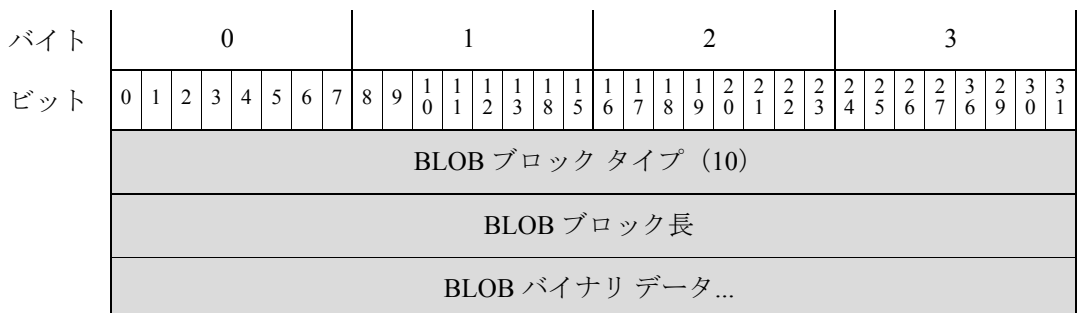 バイト 0 1 2 3
ビット 0 1 2 3 4 5 6 7 8 9 10 11 12 13 18 15 16 17 18 19 20 21 22 23 24 25 26 27 36 29 30 31
BLOB ブロック タイプ（10）
BLOB ブロック長
BLOB バイナリ データ...